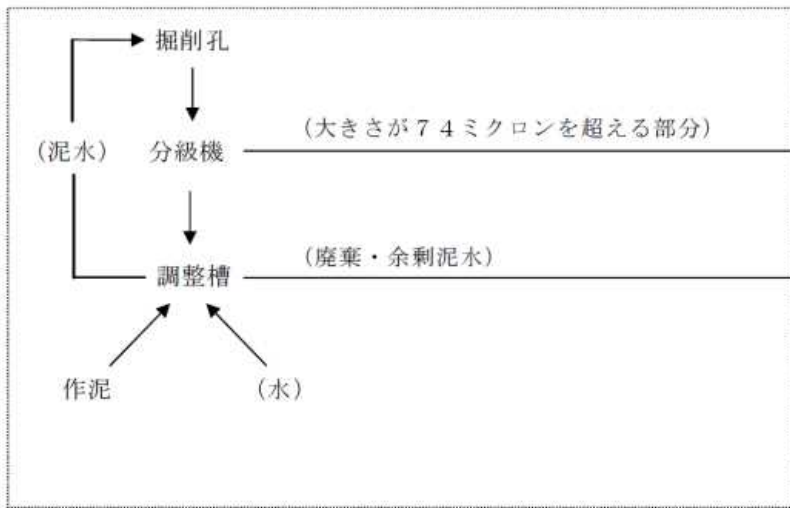 掘削孔
(大きさが74ミクロンを超える部分)
(泥水) 分級機
(廃棄・余剰泥水)
調整槽
作泥 (水)